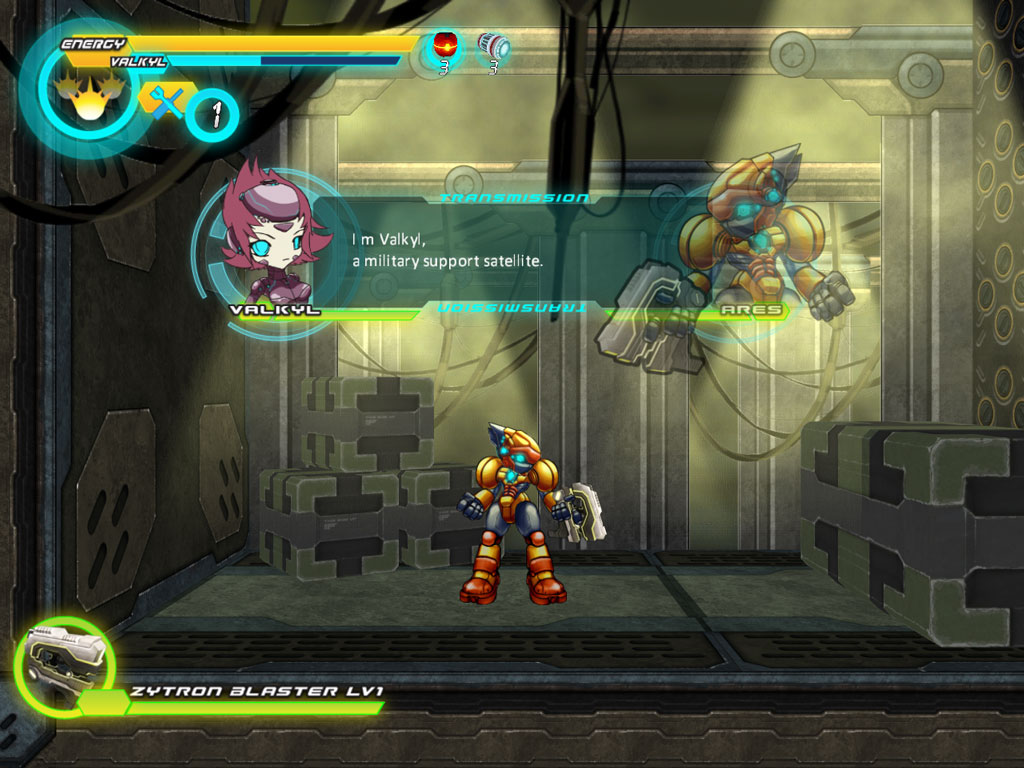 ENERGY
VALKYL
3 3
1
TRANSMISSION
I m Valkyl,
a military support satellite.
VALKYL
TRANSMISSION
ARES
ZYTRON BLASTER LV1